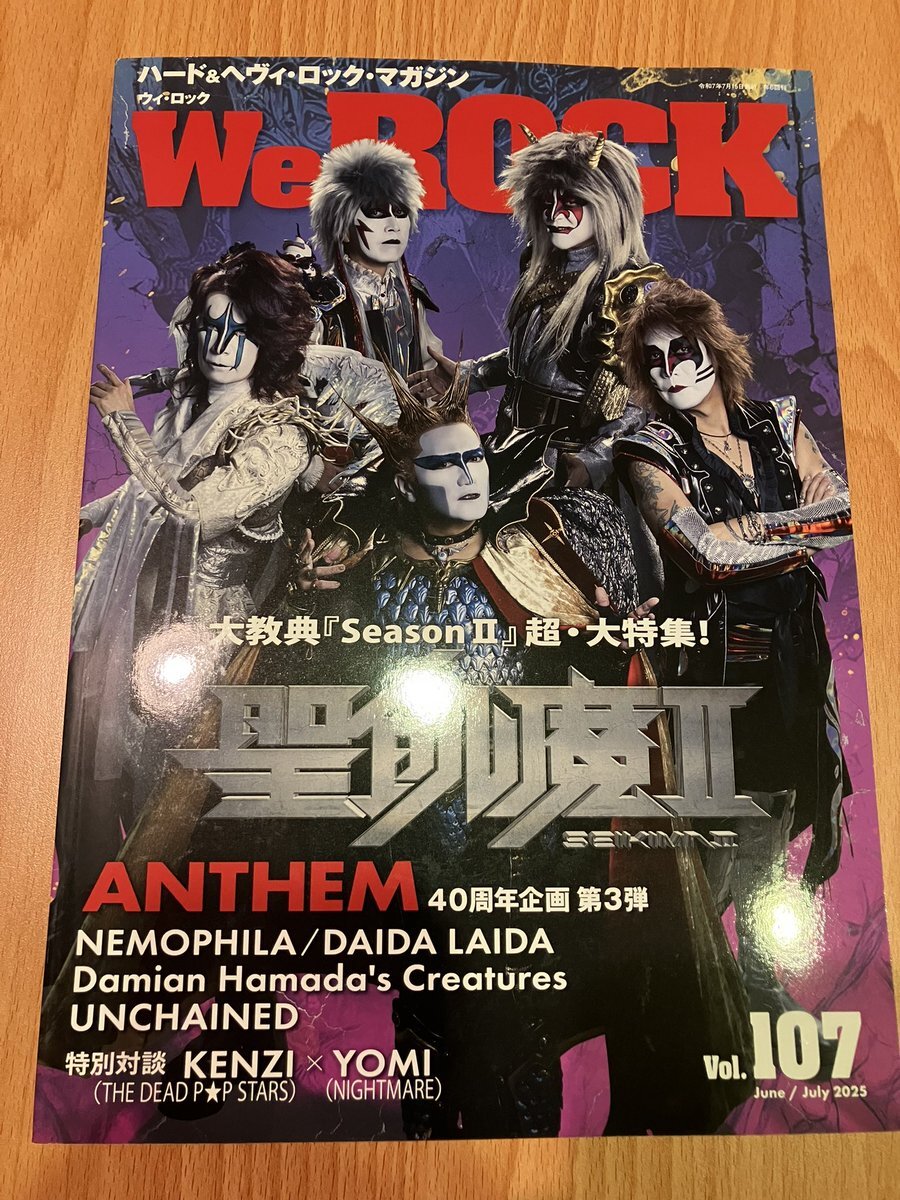 ハード&ヘヴィ・ロック・マガジン
ウィ・ロック
WeROCK
大教典『Season II』超・大特集!
聖飢魔II
SEIKIMA-II
ANTHEM 40周年企画 第3弾
NEMOPHILA/DAIDA LAIDA
Damian Hamada's Creatures
UNCHAINED
特別対談 KENZI × YOMI
(THE DEAD P★P STARS) (NIGHTMARE)
Vol.107
June / July 2025